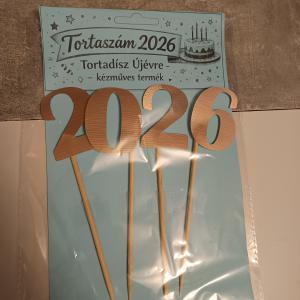 Tortaszám 2026
Tortadísz Újévre
- kézműves termék
2026